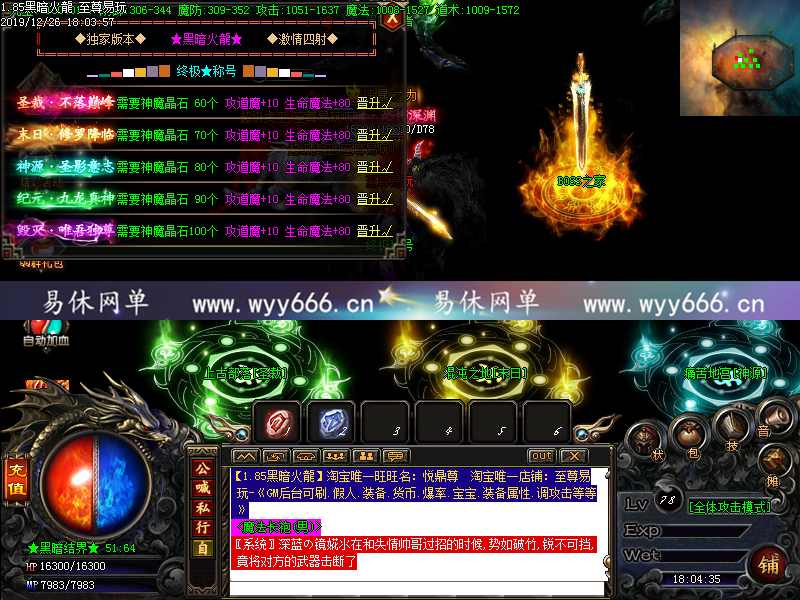 1.85黑暗火龍-至尊易玩
306-344 魔防:309-352 攻击:1051-1637 魔法:1008-1527 道术:1009-1572
2019/12/26-18:03:57
◆独家版本◆ ★黑暗火龍★ ◆激情四射◆
终极★称号
圣裁·不落巅峰需要神魔晶石 60个 攻道魔+10 生命魔法+80 晋升√
末日·修罗降临需要神魔晶石 70个 攻道魔+10 生命魔法+80 晋升√
神源·圣影意志需要神魔晶石 80个 攻道魔+10 生命魔法+80 晋升√
纪元·九龙真神需要神魔晶石 90个 攻道魔+10 生命魔法+80 晋升√
毁灭·唯吾独尊需要神魔晶石100个 攻道魔+10 生命魔法+80 晋升√
深渊
00/D78
BOSS之家
易休网单 www.wyy666.cn 易休网单 www.wyy666.cn
自动加血
上古部落[圣裁]
混沌之地[末日]
痛苦地宫[神源]
1 2 3 4 5 6
状 包 技 音
摊
充值
公
喊
私
行
自
out
【1.85黑暗火龍】淘宝唯一旺旺名：悦鼎尊 淘宝唯一店铺：至尊易
玩-《GM后台可刷.假人.装备.货币.爆率.宝宝.装备属性.调攻击等等
》
<魔法长袍(男)>
〖系统〗深蓝の镜娬氺在和失情帅哥过招的时候,势如破竹,锐不可挡,
竟将对方的武器击断了
Lv 78
[全体攻击模式]
Exp
Wet
铺
18:04:35
★黑暗结界★ 51:64
HP 16300/16300
MP 7983/7983